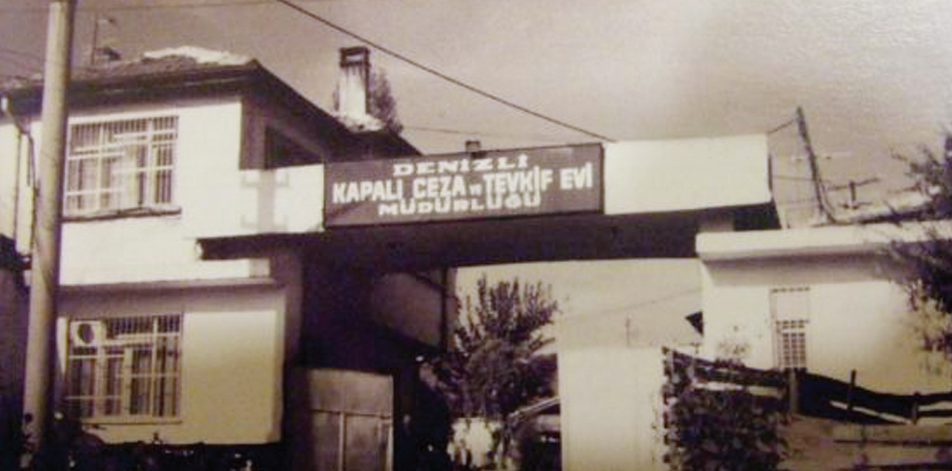 DENİZLİ
KAPALI CEZA ve TEVKİF EVİ
MÜDÜRLÜĞÜ